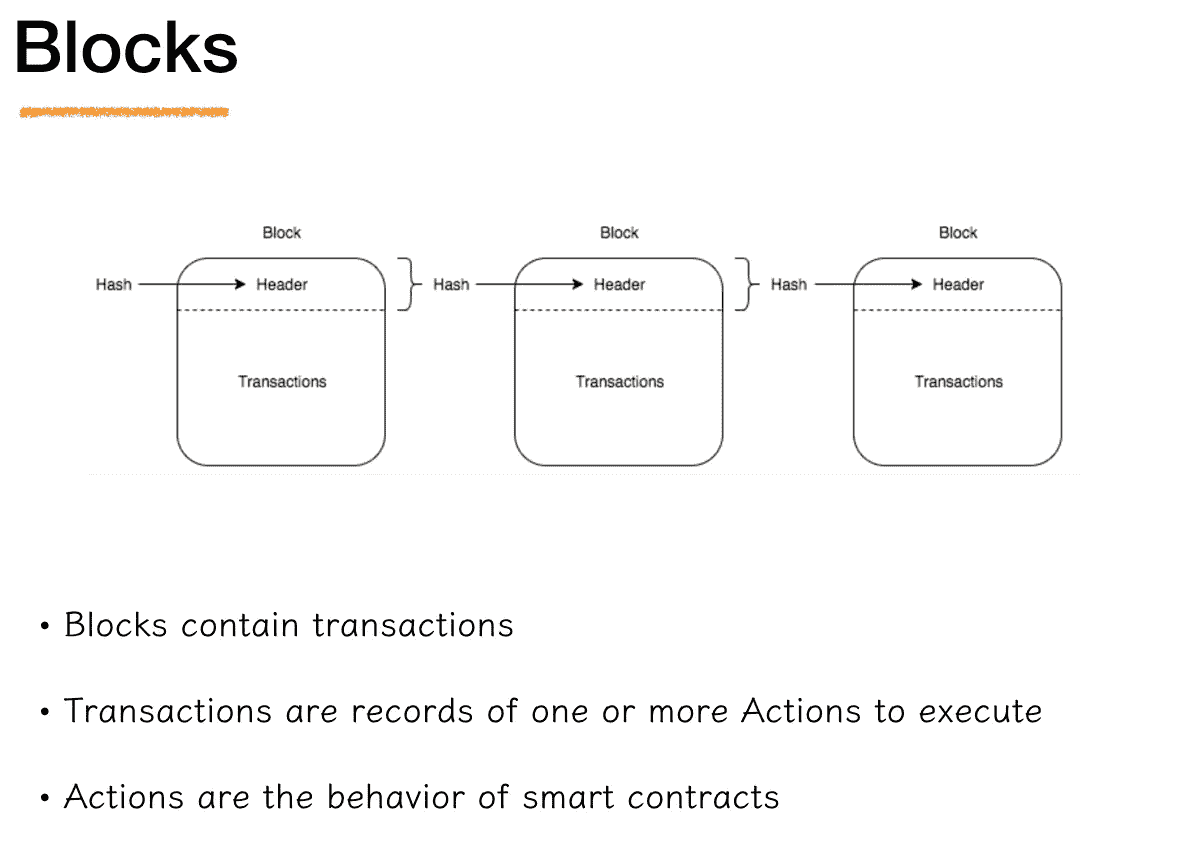 Blocks
Block Block Block
Hash Header Hash Header Hash Header
Transactions Transactions Transactions
• Blocks contain transactions
• Transactions are records of one or more Actions to execute
• Actions are the behavior of smart contracts